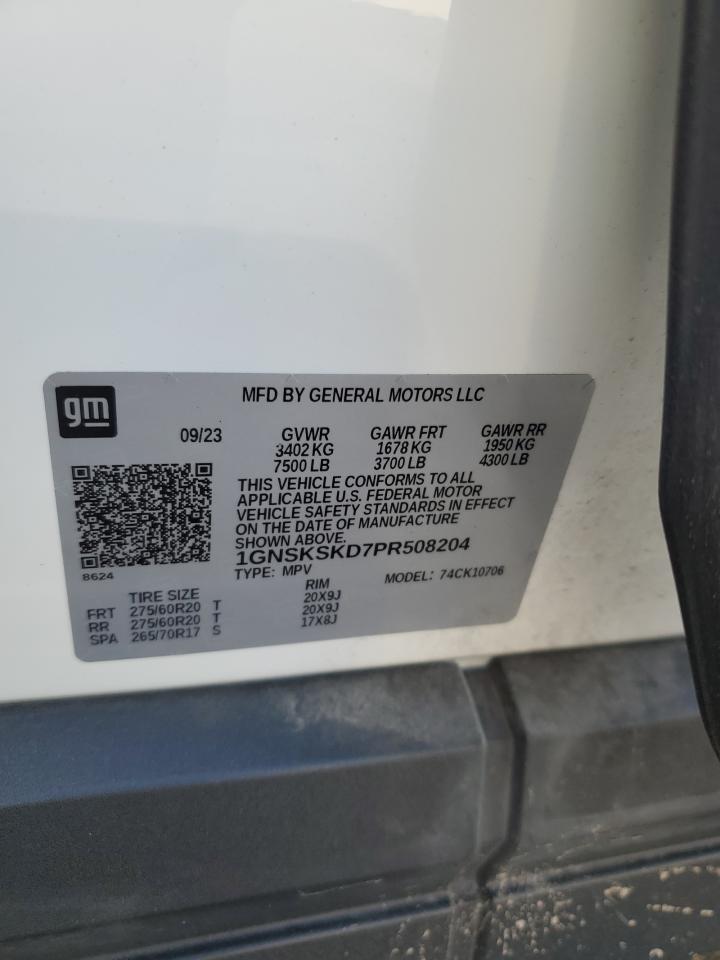 gm
MFD BY GENERAL MOTORS LLC
09/23 GVWR GAWR FRT GAWR RR
3402 KG 1678 KG 1950 KG
7500 LB 3700 LB 4300 LB
THIS VEHICLE CONFORMS TO ALL
APPLICABLE U.S. FEDERAL MOTOR
VEHICLE SAFETY STANDARDS IN EFFECT
ON THE DATE OF MANUFACTURE
SHOWN ABOVE.
1GNSKSKD7PR508204
8624
TYPE: MPV MODEL: 74CK10706
TIRE SIZE RIM
FRT 275/60R20 T 20X9J
RR 275/60R20 T 20X9J
SPA 265/70R17 S 17X8J